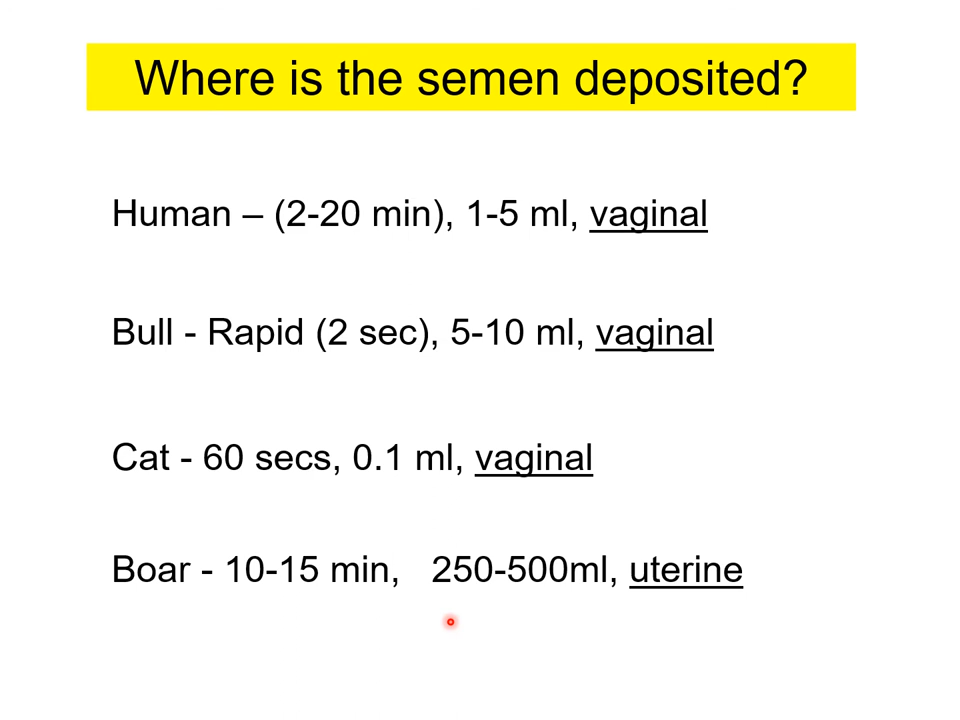 Where is the semen deposited?
Human – (2-20 min), 1-5 ml, vaginal
Bull - Rapid (2 sec), 5-10 ml, vaginal
Cat - 60 secs, 0.1 ml, vaginal
Boar - 10-15 min, 250-500ml, uterine